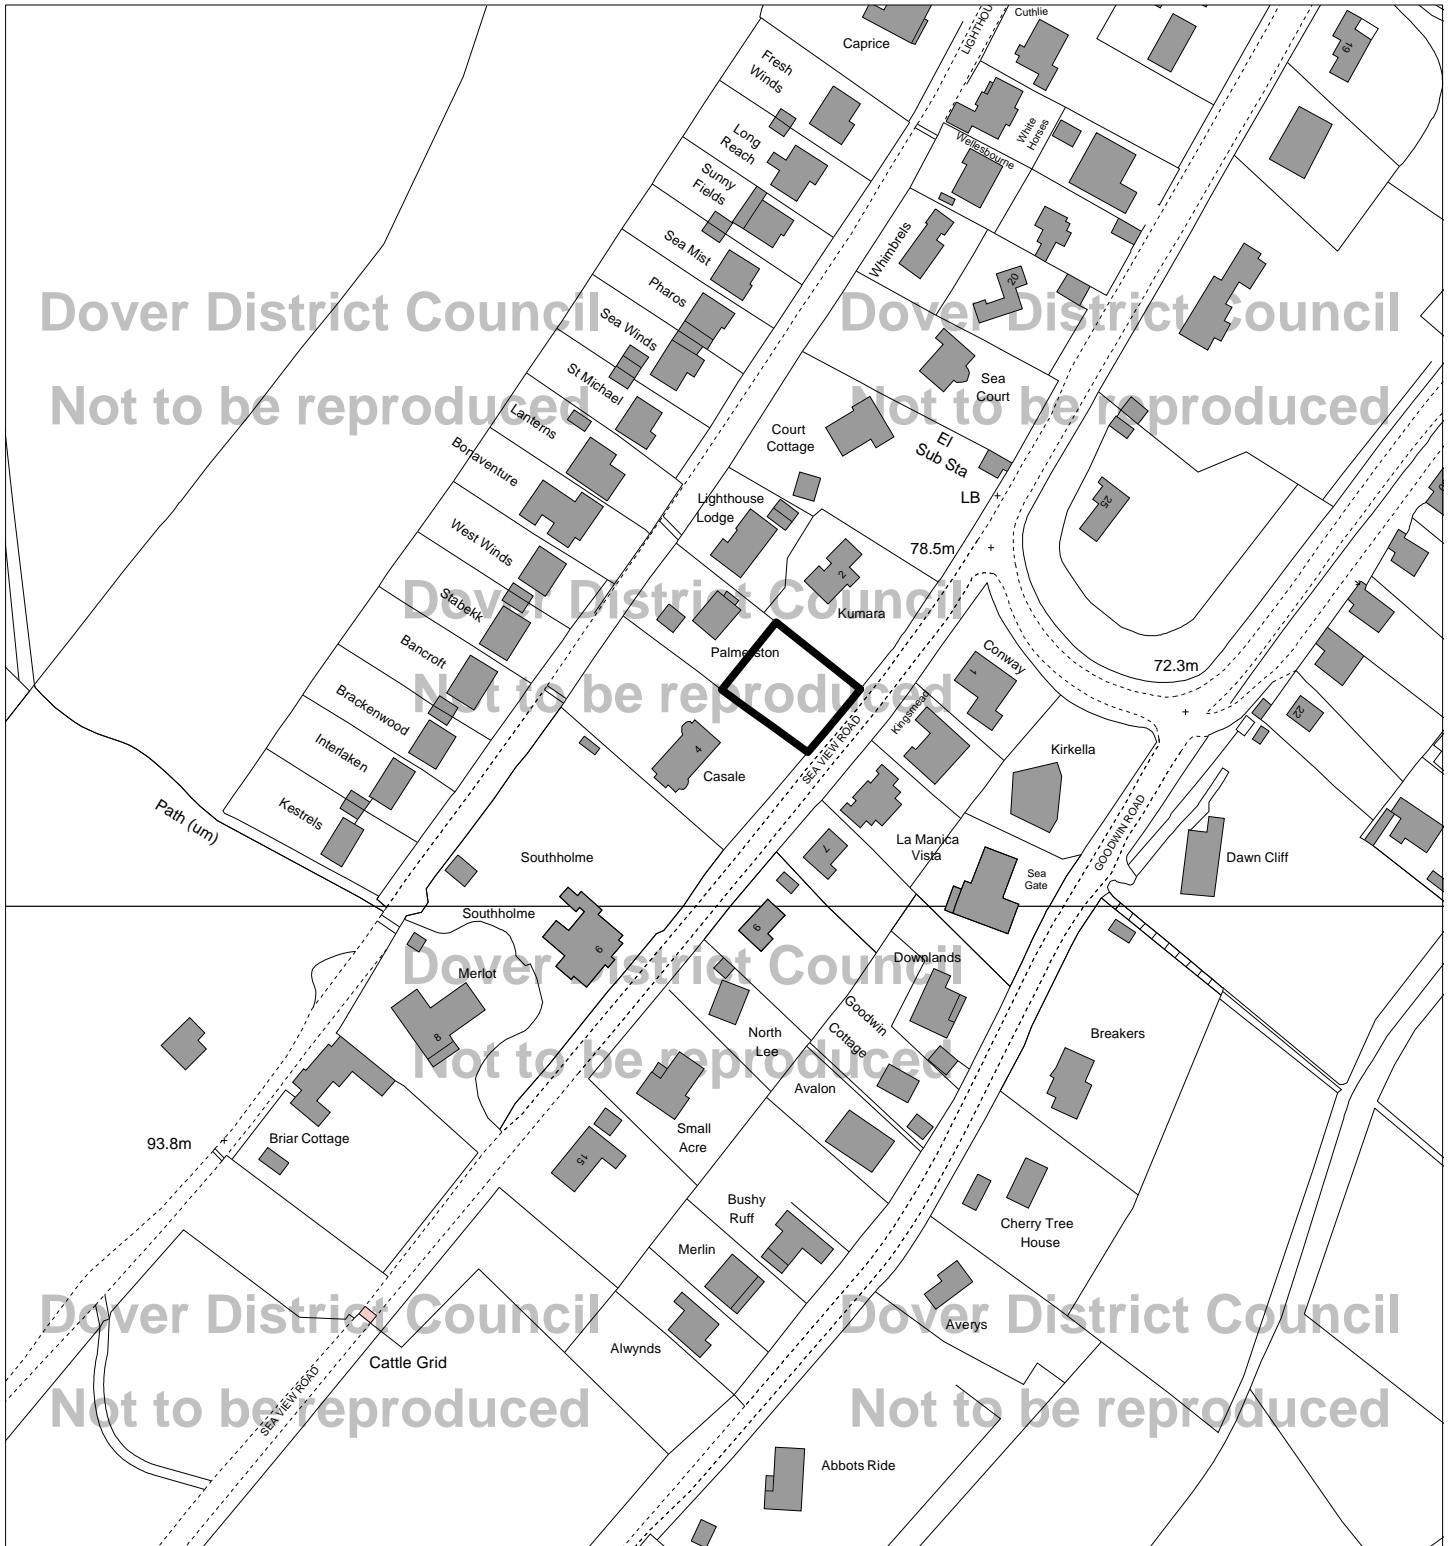 Caprice
LIGHTHOU
Cuthlie
19
Fresh
Winds
Long
Reach
White
Horses
Wellesbourne
Sunny
Fields
Sea Mist
Whimbrels
20
Pharos
Dover District Council
Dover District Council
Sea Winds
St Michael
Sea
Court
Not to be reproduced
Not to be reproduced
Lanterns
Court
Cottage
El
Sub Sta
Bonaventure
Lighthouse
Lodge
LB
25
West Winds
78.5m
2
Dover District Council
Stabekk
Kumara
Palmerston
Conway
1
72.3m
Bancroft
Not to be reproduced
Brackenwood
Kingsmead
22
Interlaken
4
Casale
SEA VIEW ROAD
Kirkella
Kestrels
Path (um)
La Manica
Vista
7
GOODWIN ROAD
Southholme
Dawn Cliff
Sea
Gate
Southholme
9
9
Downlands
Dover District Council
Merlot
8
Goodwin
Cottage
North
Lee
Breakers
Not to be reproduced
Avalon
93.8m
Briar Cottage
Small
Acre
15
Bushy
Ruff
Cherry Tree
House
Merlin
Dover District Council
Dover District Council
Averys
Alwynds
Cattle Grid
SEA VIEW ROAD
Not to be reproduced
Not to be reproduced
Abbots Ride